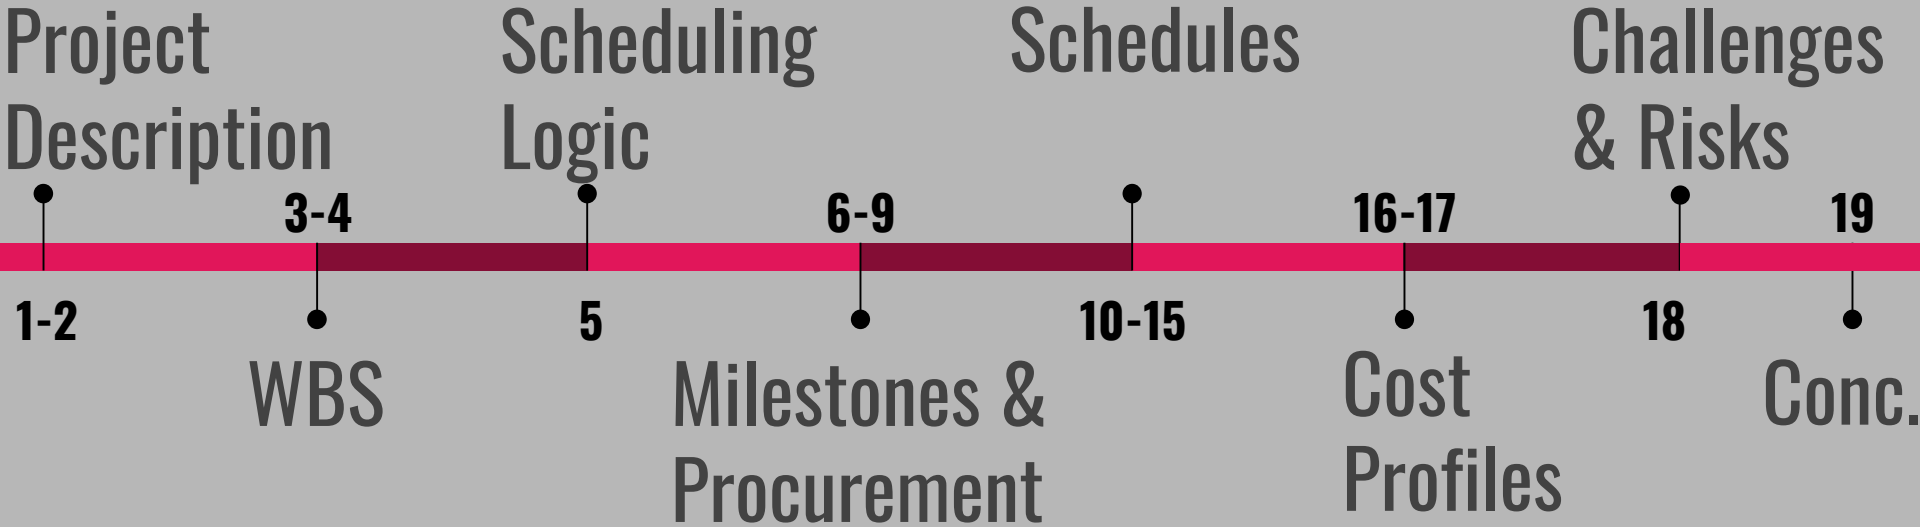 Project
Description
1-2
3-4
WBS
Scheduling
Logic
5
6-9
Milestones &
Procurement
Schedules
10-15
16-17
Cost
Profiles
Challenges
& Risks
18
19
Conc.